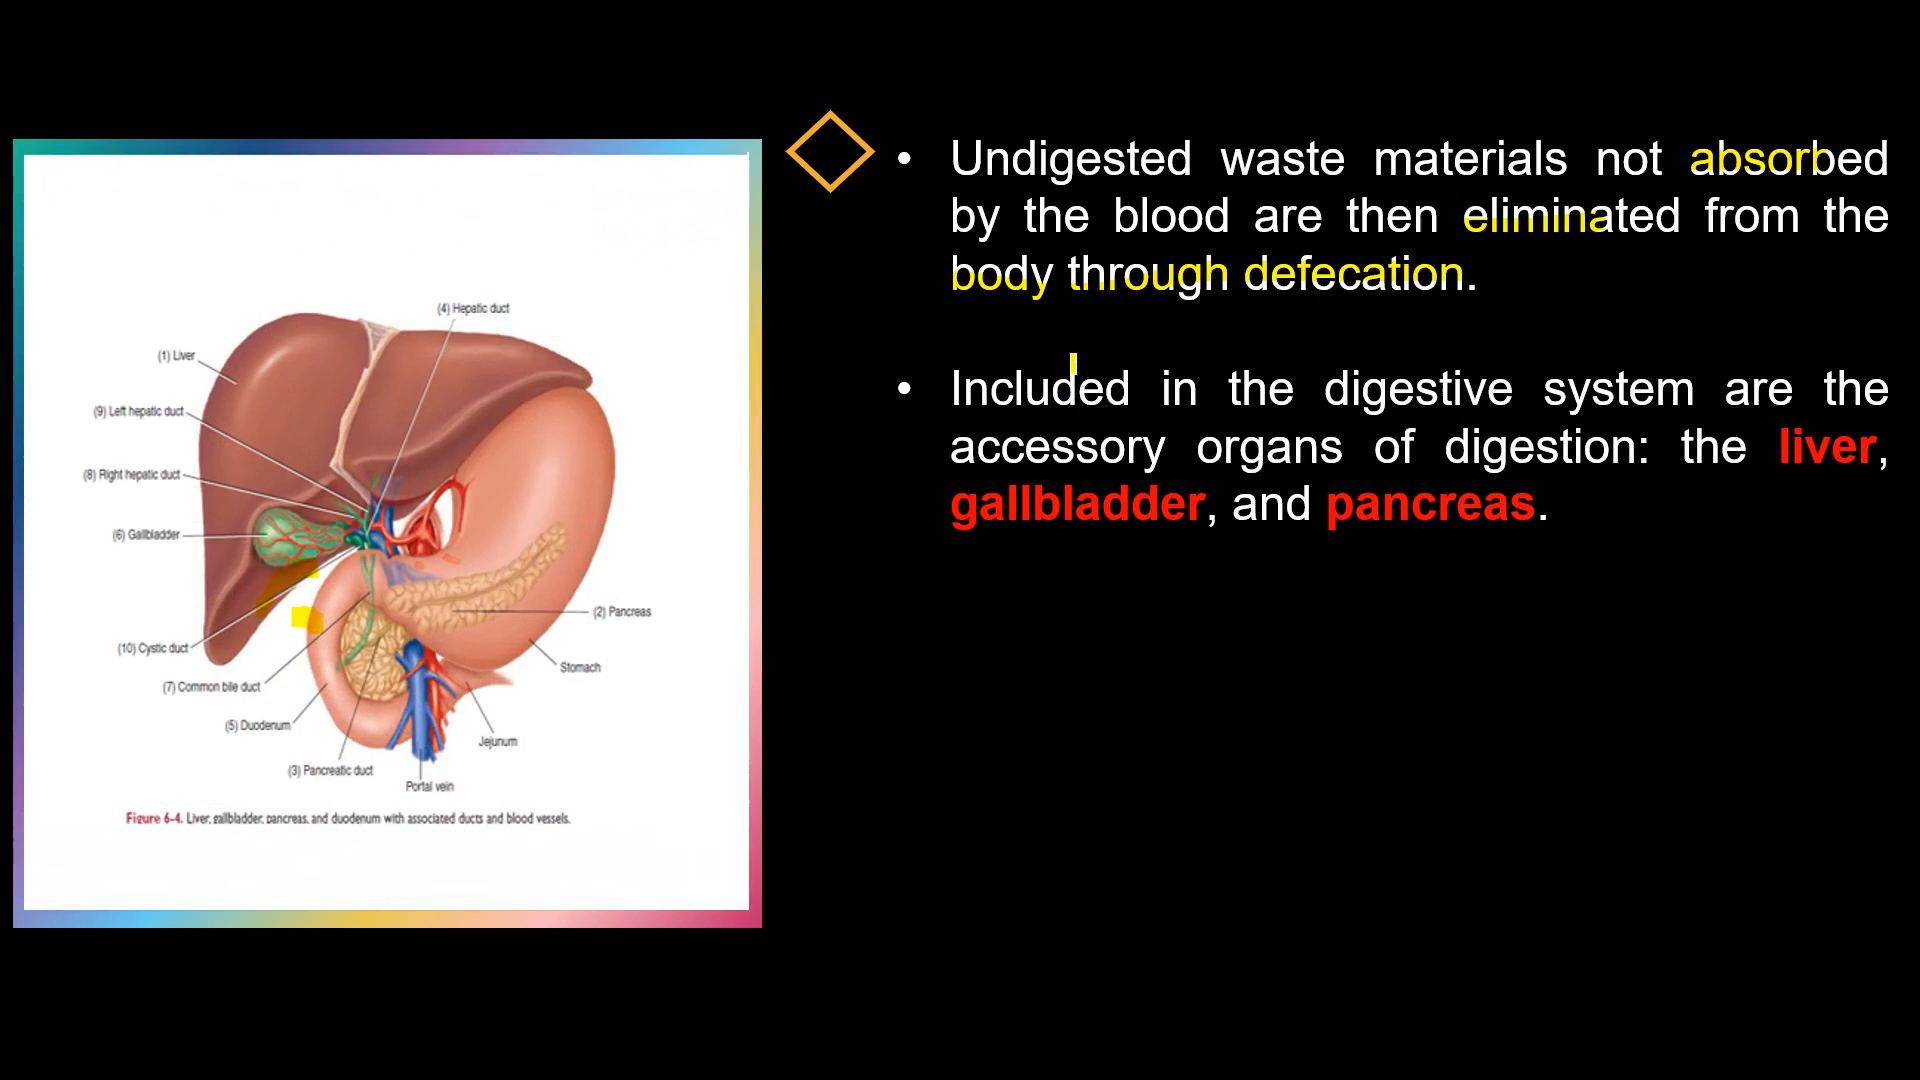 (4) Hepatic duct
(1) Liver
(9) Left hepatic duct
(8) Right hepatic duct
(6) Gallbladder
(2) Pancreas
(10) Cystic duct
Stomach
(7) Common bile duct
(5) Duodenum
Jejunum
(3) Pancreatic duct
Portal vein
Figure 6-4. Liver, gallbladder, pancreas, and duodenum with associated ducts and blood vessels.
• Undigested waste materials not absorbed
by the blood are then eliminated from the
body through defecation.
• Included in the digestive system are the
accessory organs of digestion: the liver,
gallbladder, and pancreas.